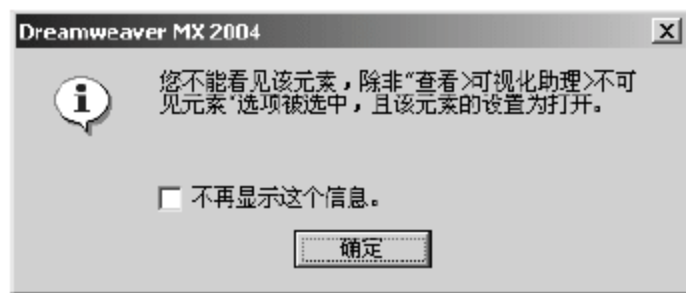 Dreamweaver MX 2004
您不能看见该元素，除非“查看>可视化助理>不可
见元素”选项被选中，且该元素的设置为打开。
不再显示这个信息。
确定